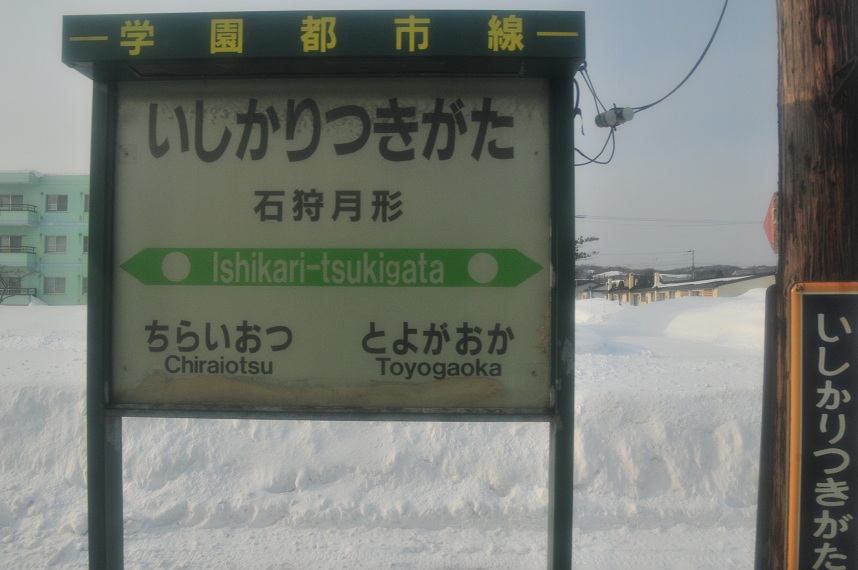 学園都市線
いしかりつきがた
石狩月形
Ishikari-tsukigata
ちらいおつ とよがおか
Chiraiotsu Toyogaoka
いしかりつきがた